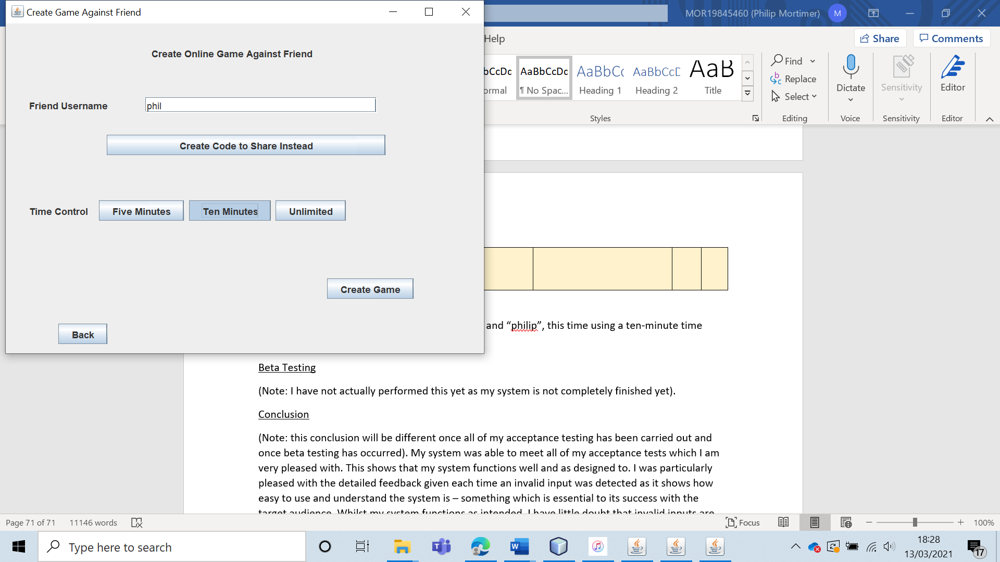 Create Game Against Friend
MOR19845460 (Philip Mortimer)
M
Help
Share
Comments
Create Online Game Against Friend
Friend Username
phil
Create Code to Share Instead
Time Control
Five Minutes
Ten Minutes
Unlimited
Create Game
Back
AaBbCcDc
¶ No Spac...
AaBbC
Heading 1
AaBbCc
Heading 2
AaB
Title
Styles
Find
Replace
Select
Editing
Dictate
Voice
Sensitivity
Sensitivity
Editor
Editor
and “philip”, this time using a ten-minute time
Beta Testing
(Note: I have not actually performed this yet as my system is not completely finished yet).
Conclusion
(Note: this conclusion will be different once all of my acceptance testing has been carried out and
once beta testing has occurred). My system was able to meet all of my acceptance tests which I am
very pleased with. This shows that my system functions well and as designed to. I was particularly
pleased with the detailed feedback given each time an invalid input was detected as it shows how
easy to use and understand the system is – something which is essential to its success with the
target audience. Whilst my system functions as intended, I have little doubt that invalid inputs are
Page 71 of 71
11146 words
Focus
100%
Type here to search
18:28
13/03/2021
17